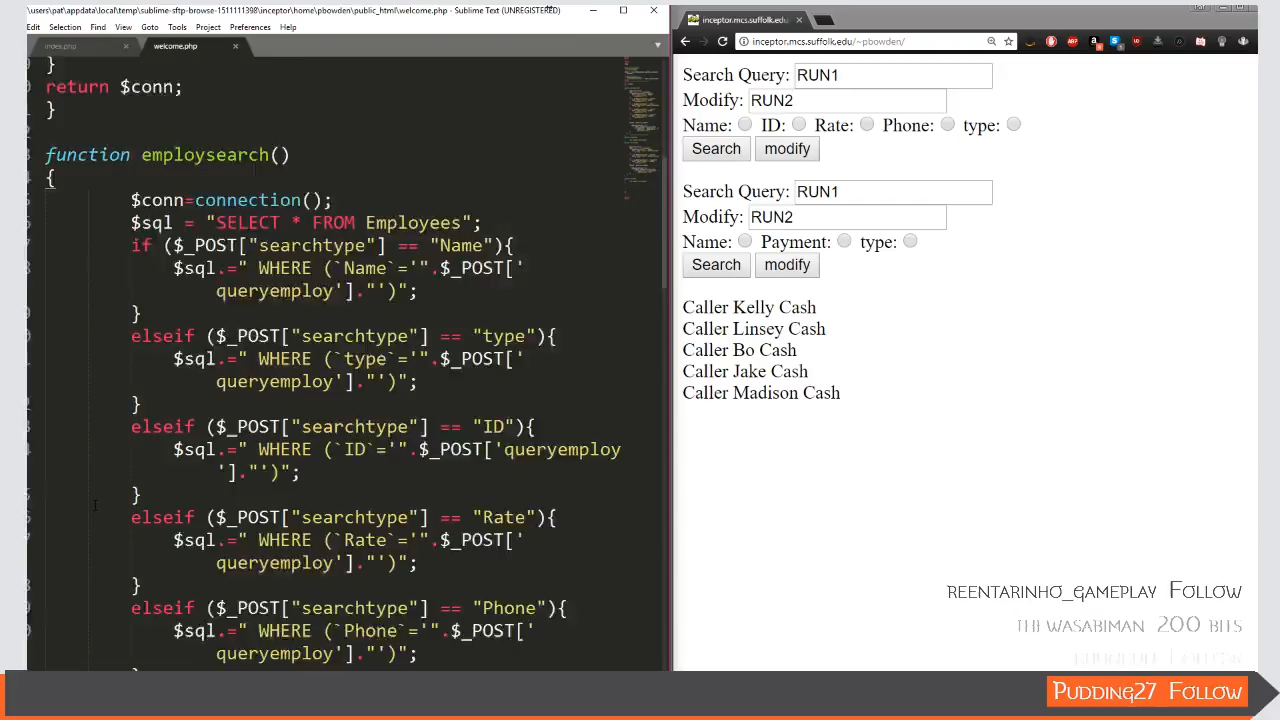 \users\pat\appdata\local\temp\sublime-sftp-browse-1511111398\inceptor\home\pbowden\public_html\welcome.php - Sublime Text (UNREGISTERED)
Edit Selection Find View Goto Tools Project Preferences Help
index.php welcome.php
}
return $conn;
}
function employsearch()
{
$conn=connection();
$sql = "SELECT * FROM Employees";
if ($_POST["searchtype"] == "Name"){
$sql.=" WHERE (`Name`='".$_POST['
queryemploy']."')";
}
elseif ($_POST["searchtype"] == "type"){
$sql.=" WHERE (`type`='".$_POST['
queryemploy']."')";
}
elseif ($_POST["searchtype"] == "ID"){
$sql.=" WHERE (`ID`='".$_POST['queryemploy
']."')";
}
elseif ($_POST["searchtype"] == "Rate"){
$sql.=" WHERE (`Rate`='".$_POST['
queryemploy']."')";
}
elseif ($_POST["searchtype"] == "Phone"){
$sql.=" WHERE (`Phone`='".$_POST['
queryemploy']."')";
inceptor.mcs.suffolk.edu
inceptor.mcs.suffolk.edu/~pbowden/
Search Query: RUN1
Modify: RUN2
Name: ID: Rate: Phone: type:
Search modify
Search Query: RUN1
Modify: RUN2
Name: Payment: type:
Search modify
Caller Kelly Cash
Caller Linsey Cash
Caller Bo Cash
Caller Jake Cash
Caller Madison Cash
reentarinho_gameplay Follow
thewasabiman 200 bits
Pudding27 Follow